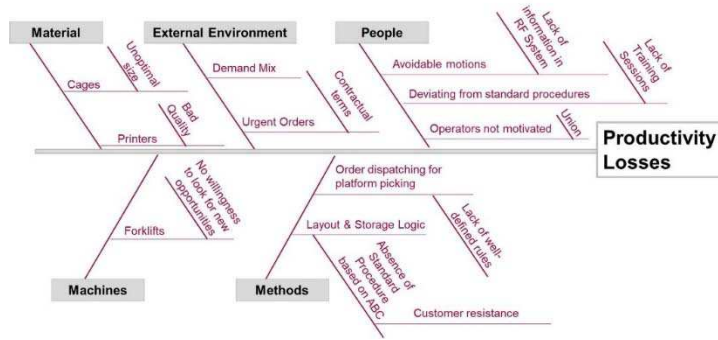 Material
External Environment
People
Unoptimal
size
Cages
Bad
Quality
Printers
Demand Mix
Contractual
terms
Urgent Orders
Lack of
information in
RF System
Avoidable motions
Lack of
Training
Sessions
Deviating from standard procedures
Union
Operators not motivated
Productivity
Losses
No willingness
to look for new
opportunities
Forklifts
Machines
Order dispatching for
platform picking
Lack of well-
defined rules
Layout & Storage Logic
Absence of
Standard
Procedure
based on ABC
Customer resistance
Methods